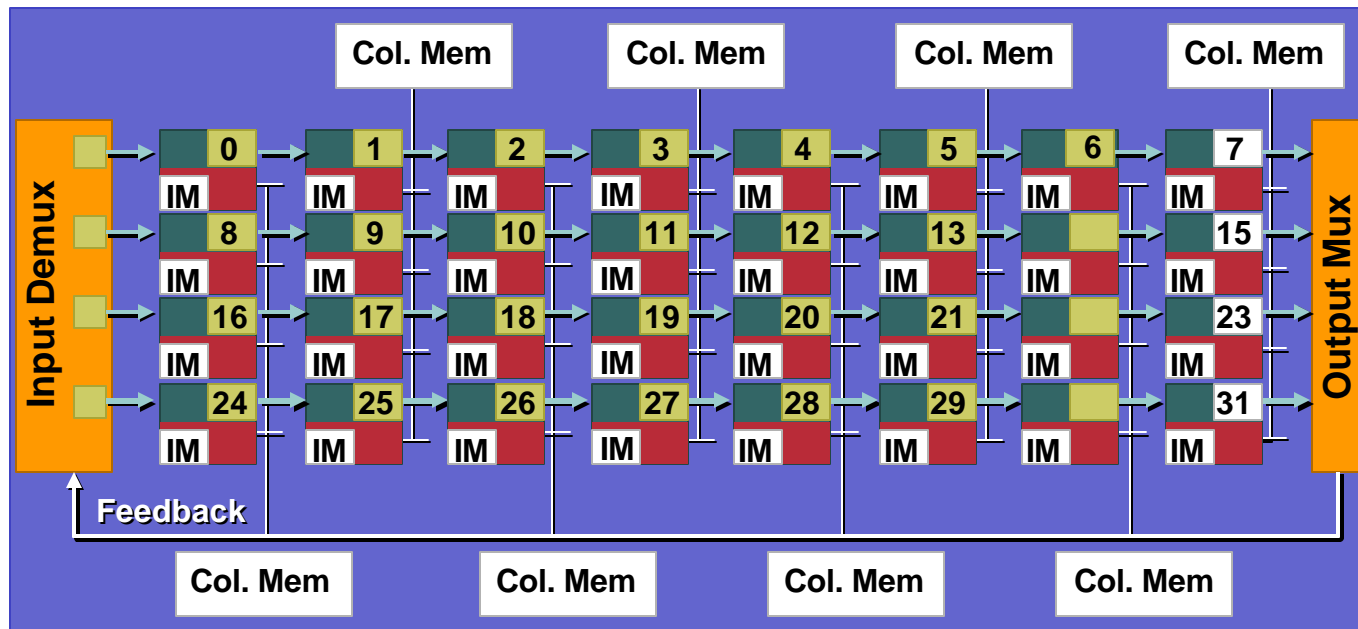 Col. Mem Col. Mem Col. Mem Col. Mem
Input Demux
Output Mux
0 1 2 3 4 5 6 7
IM IM IM IM IM IM IM IM
8 9 10 11 12 13 15
IM IM IM IM IM IM IM IM
16 17 18 19 20 21 23
IM IM IM IM IM IM IM IM
24 25 26 27 28 29 31
IM IM IM IM IM IM IM IM
Feedback
Col. Mem Col. Mem Col. Mem Col. Mem